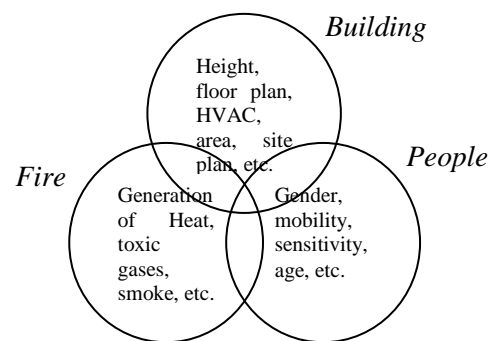 Building
Height,
floor plan,
HVAC,
area, site
plan, etc.
People
Fire
Generation
of Heat,
toxic
gases,
smoke, etc.
Gender,
mobility,
sensitivity,
age, etc.